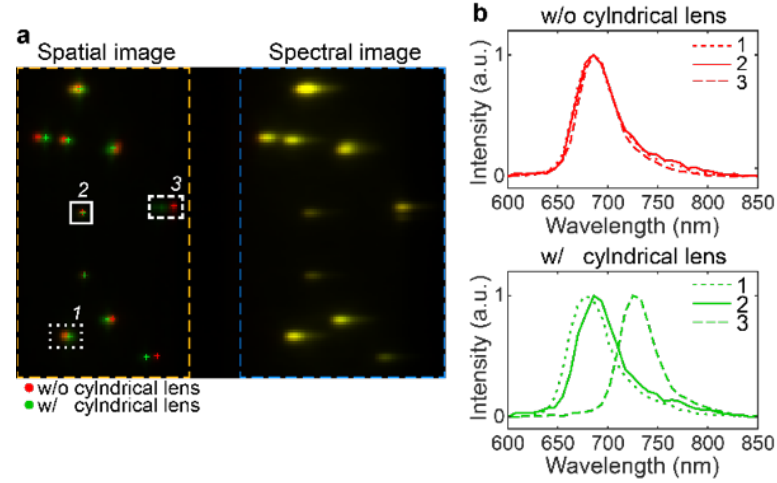 a
Spatial image
Spectral image
2
3
1
w/o cylndrical lens
w/ cylndrical lens
b
w/o cylndrical lens
Intensity (a.u.)
1
0
1
2
3
600 650 700 750 800 850
Wavelength (nm)
w/ cylndrical lens
Intensity (a.u.)
1
0
1
2
3
600 650 700 750 800 850
Wavelength (nm)